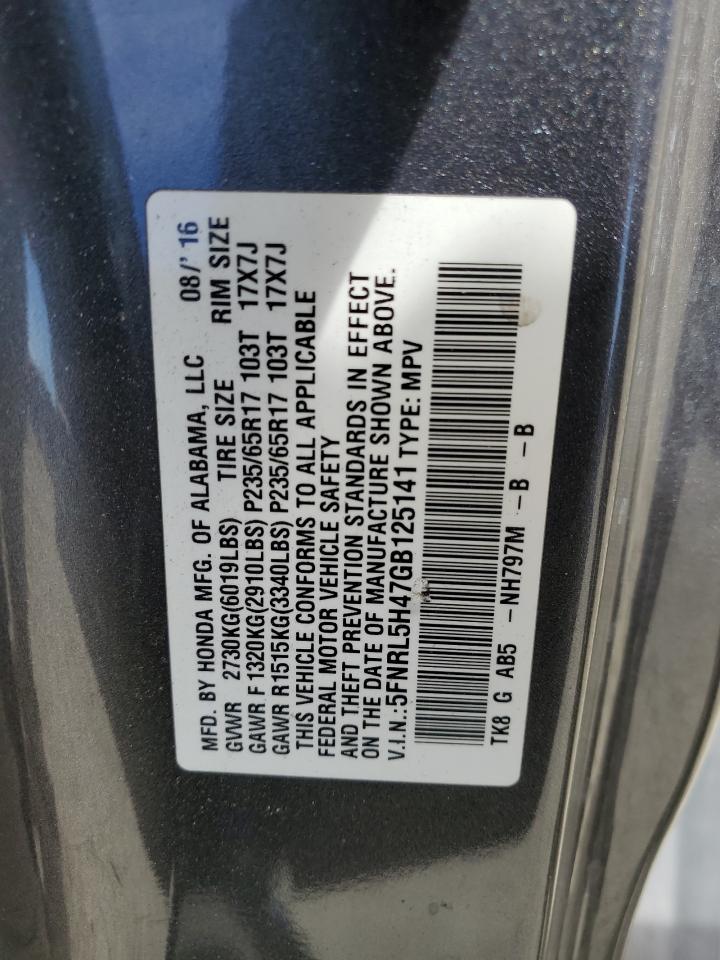 MFD. BY HONDA MFG. OF ALABAMA, LLC 08/'16
GVWR 2730KG(6019LBS) TIRE SIZE RIM SIZE
GAWR F 1320KG(2910LBS) P235/65R17 103T 17X7J
GAWR R1515KG(3340LBS) P235/65R17 103T 17X7J
THIS VEHICLE CONFORMS TO ALL APPLICABLE
FEDERAL MOTOR VEHICLE SAFETY
AND THEFT PREVENTION STANDARDS IN EFFECT
ON THE DATE OF MANUFACTURE SHOWN ABOVE.
V.I.N.:5FNRL5H47GB125141 TYPE: MPV
TK8 G AB5 -NH797M -B -B